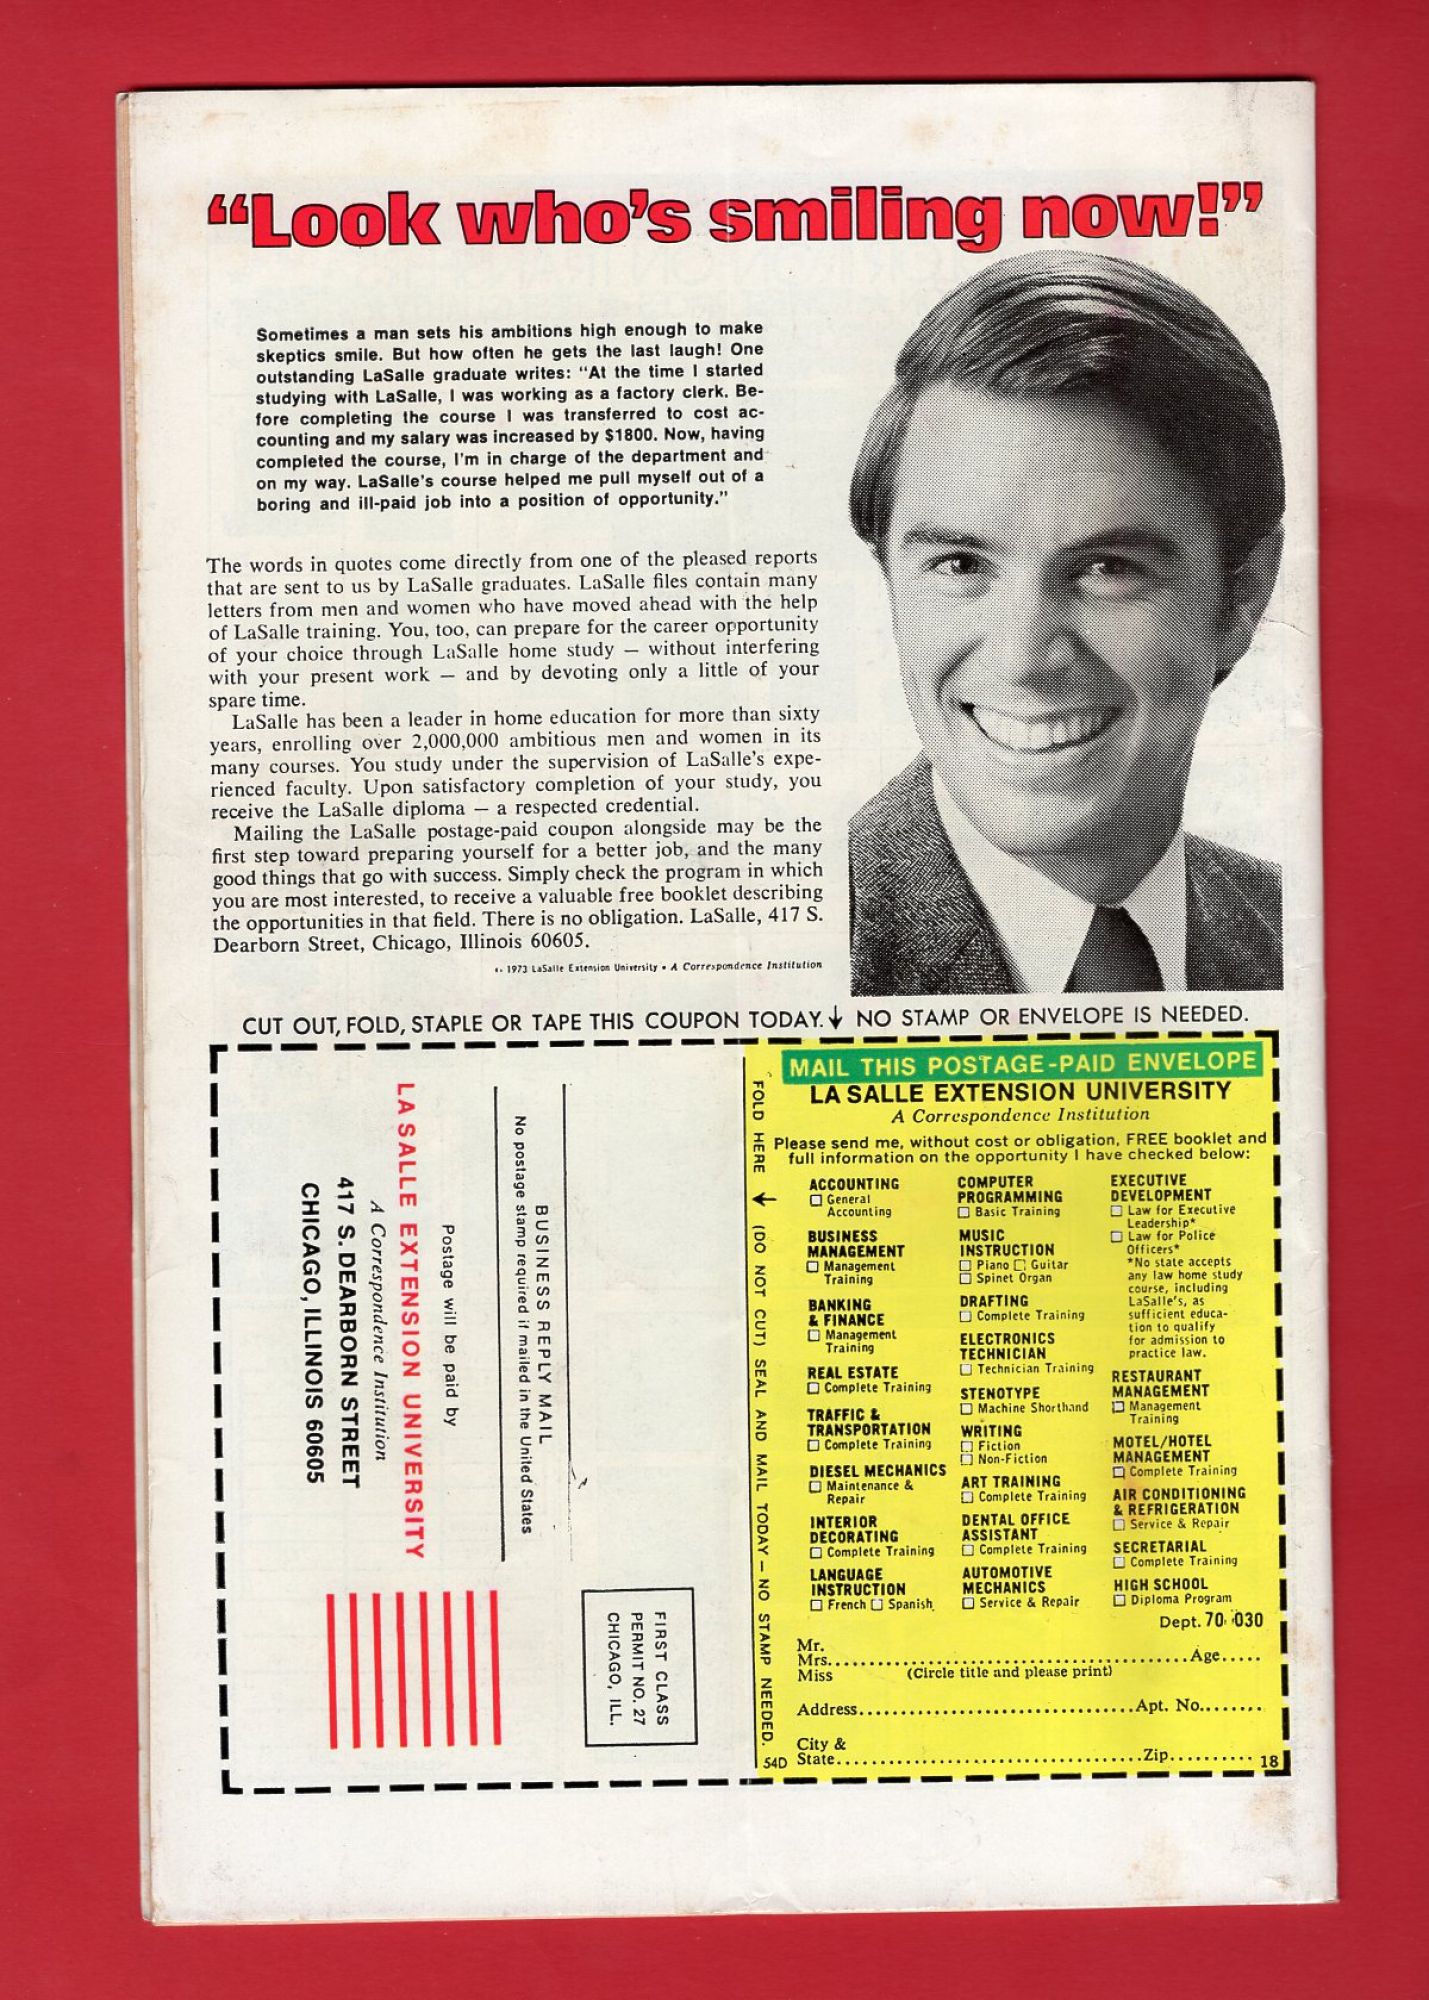 “Look who’s smiling now!”
Sometimes a man sets his ambitions high enough to make
skeptics smile. But how often he gets the last laugh! One
outstanding LaSalle graduate writes: “At the time I started
studying with LaSalle, I was working as a factory clerk. Be-
fore completing the course I was transferred to cost ac-
counting and my salary was increased by $1800. Now, having
completed the course, I’m in charge of the department and
on my way. LaSalle’s course helped me pull myself out of a
boring and ill-paid job into a position of opportunity.”
The words in quotes come directly from one of the pleased reports
that are sent to us by LaSalle graduates. LaSalle files contain many
letters from men and women who have moved ahead with the help
of LaSalle training. You, too, can prepare for the career opportunity
of your choice through LaSalle home study — without interfering
with your present work — and by devoting only a little of your
spare time.
LaSalle has been a leader in home education for more than sixty
years, enrolling over 2,000,000 ambitious men and women in its
many courses. You study under the supervision of LaSalle’s expe-
rienced faculty. Upon satisfactory completion of your study, you
receive the LaSalle diploma — a respected credential.
Mailing the LaSalle postage-paid coupon alongside may be the
first step toward preparing yourself for a better job, and the many
good things that go with success. Simply check the program in which
you are most interested, to receive a valuable free booklet describing
the opportunities in that field. There is no obligation. LaSalle, 417 S.
Dearborn Street, Chicago, Illinois 60605.
1973 LaSalle Extension University • A Correspondence Institution
CUT OUT, FOLD, STAPLE OR TAPE THIS COUPON TODAY. ↓ NO STAMP OR ENVELOPE IS NEEDED.
FIRST CLASS
PERMIT NO. 27
CHICAGO, ILL.
BUSINESS REPLY MAIL
No postage stamp required if mailed in the United States
Postage will be paid by
LA SALLE EXTENSION UNIVERSITY
A Correspondence Institution
417 S. DEARBORN STREET
CHICAGO, ILLINOIS 60605
FOLD HERE ← (DO NOT CUT) SEAL AND MAIL TODAY — NO STAMP NEEDED.
MAIL THIS POSTAGE-PAID ENVELOPE
LA SALLE EXTENSION UNIVERSITY
A Correspondence Institution
Please send me, without cost or obligation, FREE booklet and
full information on the opportunity I have checked below:
ACCOUNTING
☐ General
Accounting
BUSINESS
MANAGEMENT
☐ Management
Training
BANKING
& FINANCE
☐ Management
Training
REAL ESTATE
☐ Complete Training
TRAFFIC &
TRANSPORTATION
☐ Complete Training
DIESEL MECHANICS
☐ Maintenance &
Repair
INTERIOR
DECORATING
☐ Complete Training
LANGUAGE
INSTRUCTION
☐ French ☐ Spanish
COMPUTER
PROGRAMMING
☐ Basic Training
MUSIC
INSTRUCTION
☐ Piano ☐ Guitar
☐ Spinet Organ
DRAFTING
☐ Complete Training
ELECTRONICS
TECHNICIAN
☐ Technician Training
STENOTYPE
☐ Machine Shorthand
WRITING
☐ Fiction
☐ Non-Fiction
ART TRAINING
☐ Complete Training
DENTAL OFFICE
ASSISTANT
☐ Complete Training
AUTOMOTIVE
MECHANICS
☐ Service & Repair
EXECUTIVE
DEVELOPMENT
☐ Law for Executive
Leadership*
☐ Law for Police
Officers*
*No state accepts
any law home study
course, including
LaSalle’s, as
sufficient educa-
tion to qualify
for admission to
practice law.
RESTAURANT
MANAGEMENT
☐ Management
Training
MOTEL/HOTEL
MANAGEMENT
☐ Complete Training
AIR CONDITIONING
& REFRIGERATION
☐ Service & Repair
SECRETARIAL
☐ Complete Training
HIGH SCHOOL
☐ Diploma Program
Dept. 70-030
Mr.
Mrs.......................................... Age.....
Miss (Circle title and please print)
Address................................ Apt. No........
City &
State.................................... Zip..........
54D
18